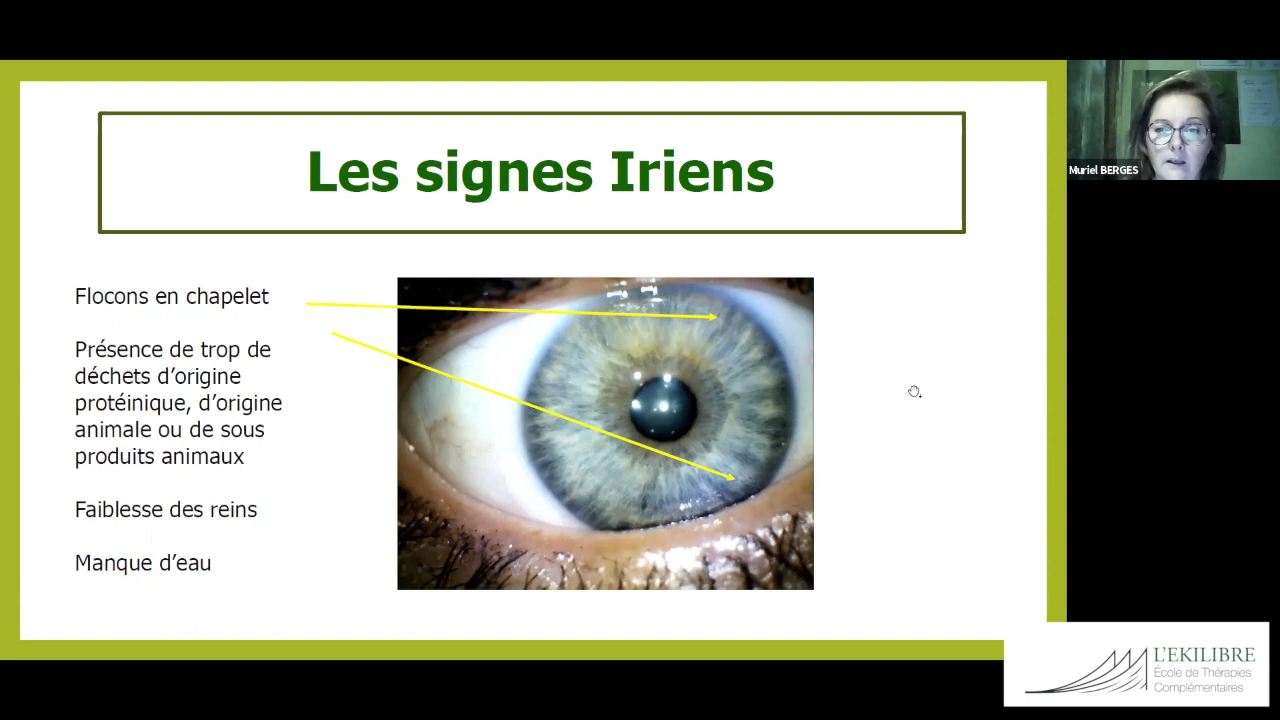 Les signes Iriens
Flocons en chapelet
Présence de trop de
déchets d’origine
protéinique, d’origine
animale ou de sous
produits animaux
Faiblesse des reins
Manque d’eau
Muriel BERGES
L’EKILIBRE
École de Thérapies
Complémentaires